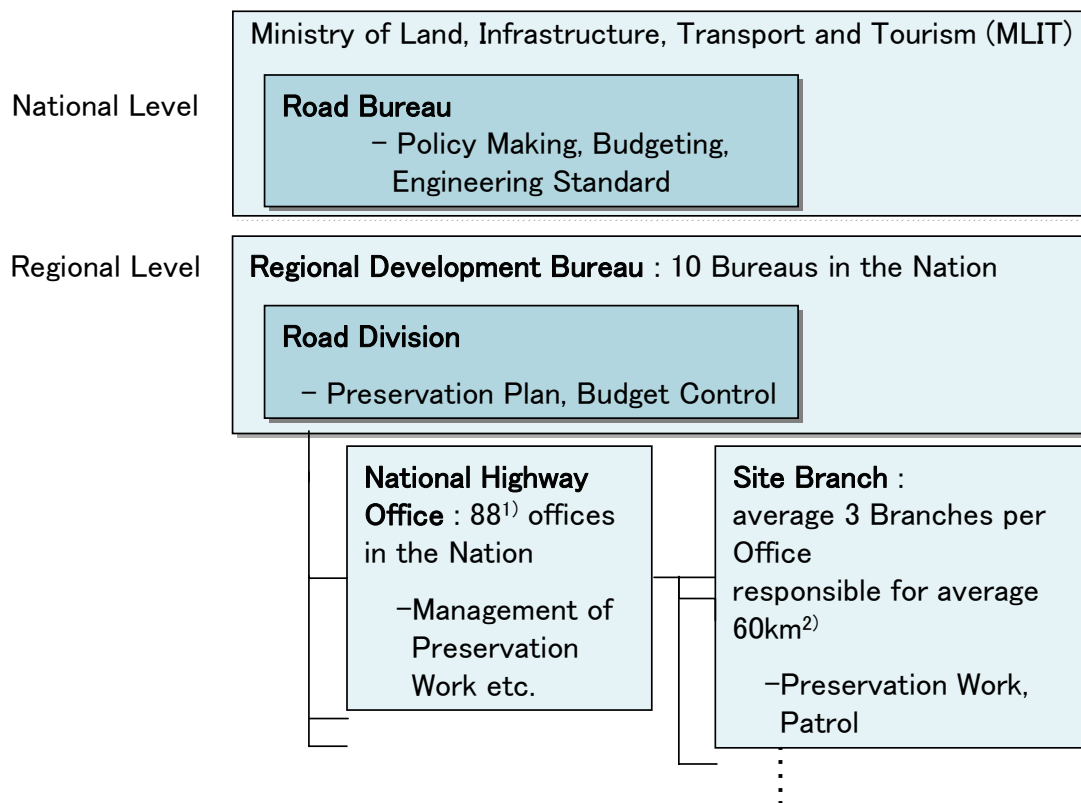 Ministry of Land, Infrastructure, Transport and Tourism (MLIT)
National Level
Road Bureau
− Policy Making, Budgeting,
Engineering Standard
Regional Level
Regional Development Bureau : 10 Bureaus in the Nation
Road Division
− Preservation Plan, Budget Control
National Highway
Office : 88¹⁾ offices
in the Nation
−Management of
Preservation
Work etc.
Site Branch :
average 3 Branches per
Office
responsible for average
60km²⁾
−Preservation Work,
Patrol